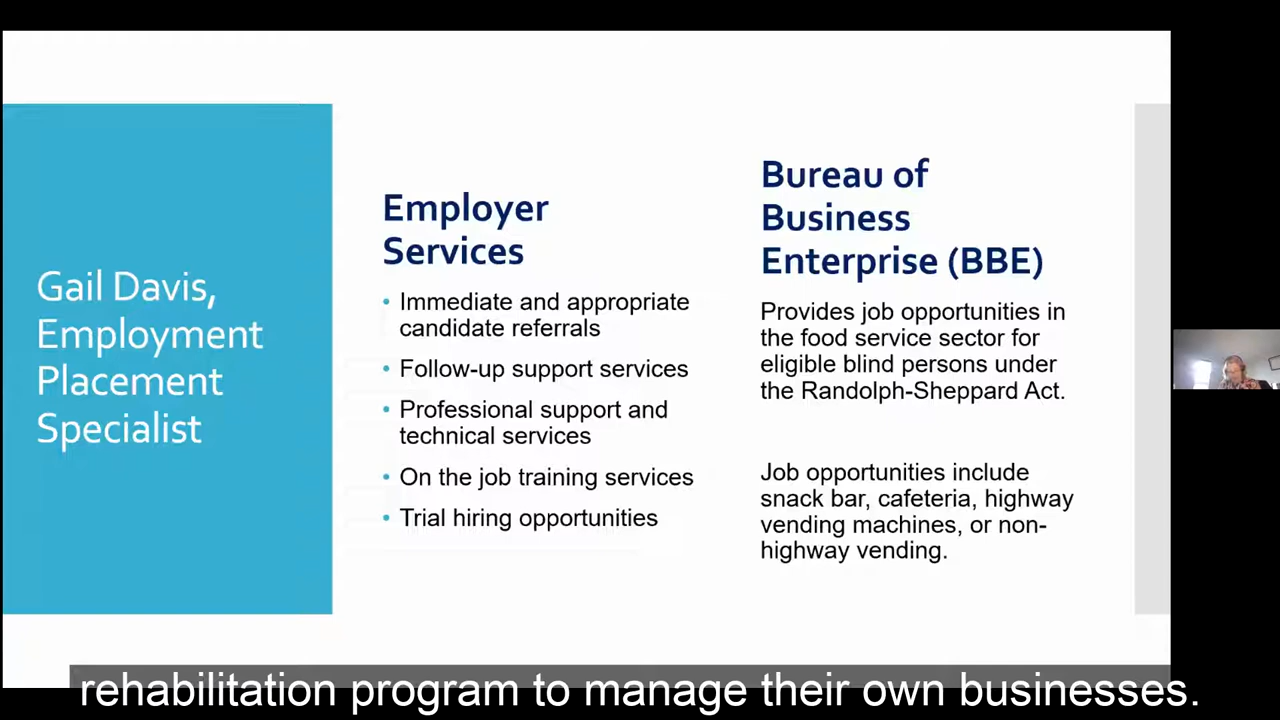 Gail Davis,
Employment
Placement
Specialist
Employer
Services
• Immediate and appropriate
candidate referrals
• Follow-up support services
• Professional support and
technical services
• On the job training services
• Trial hiring opportunities
Bureau of
Business
Enterprise (BBE)
Provides job opportunities in
the food service sector for
eligible blind persons under
the Randolph-Sheppard Act.
Job opportunities include
snack bar, cafeteria, highway
vending machines, or non-
highway vending.
rehabilitation program to manage their own businesses.